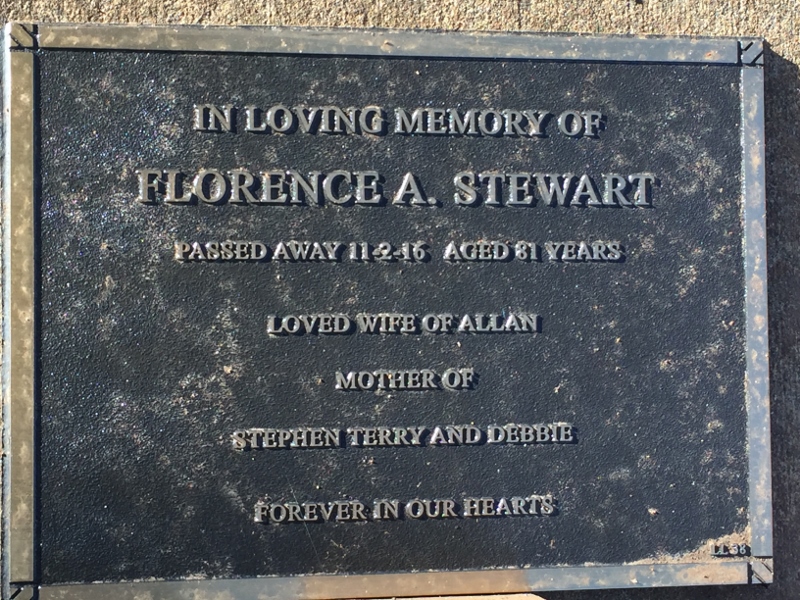 IN LOVING MEMORY OF
FLORENCE A. STEWART
PASSED AWAY 11-2-16 AGED 81 YEARS
LOVED WIFE OF ALLAN
MOTHER OF
STEPHEN TERRY AND DEBBIE
FOREVER IN OUR HEARTS